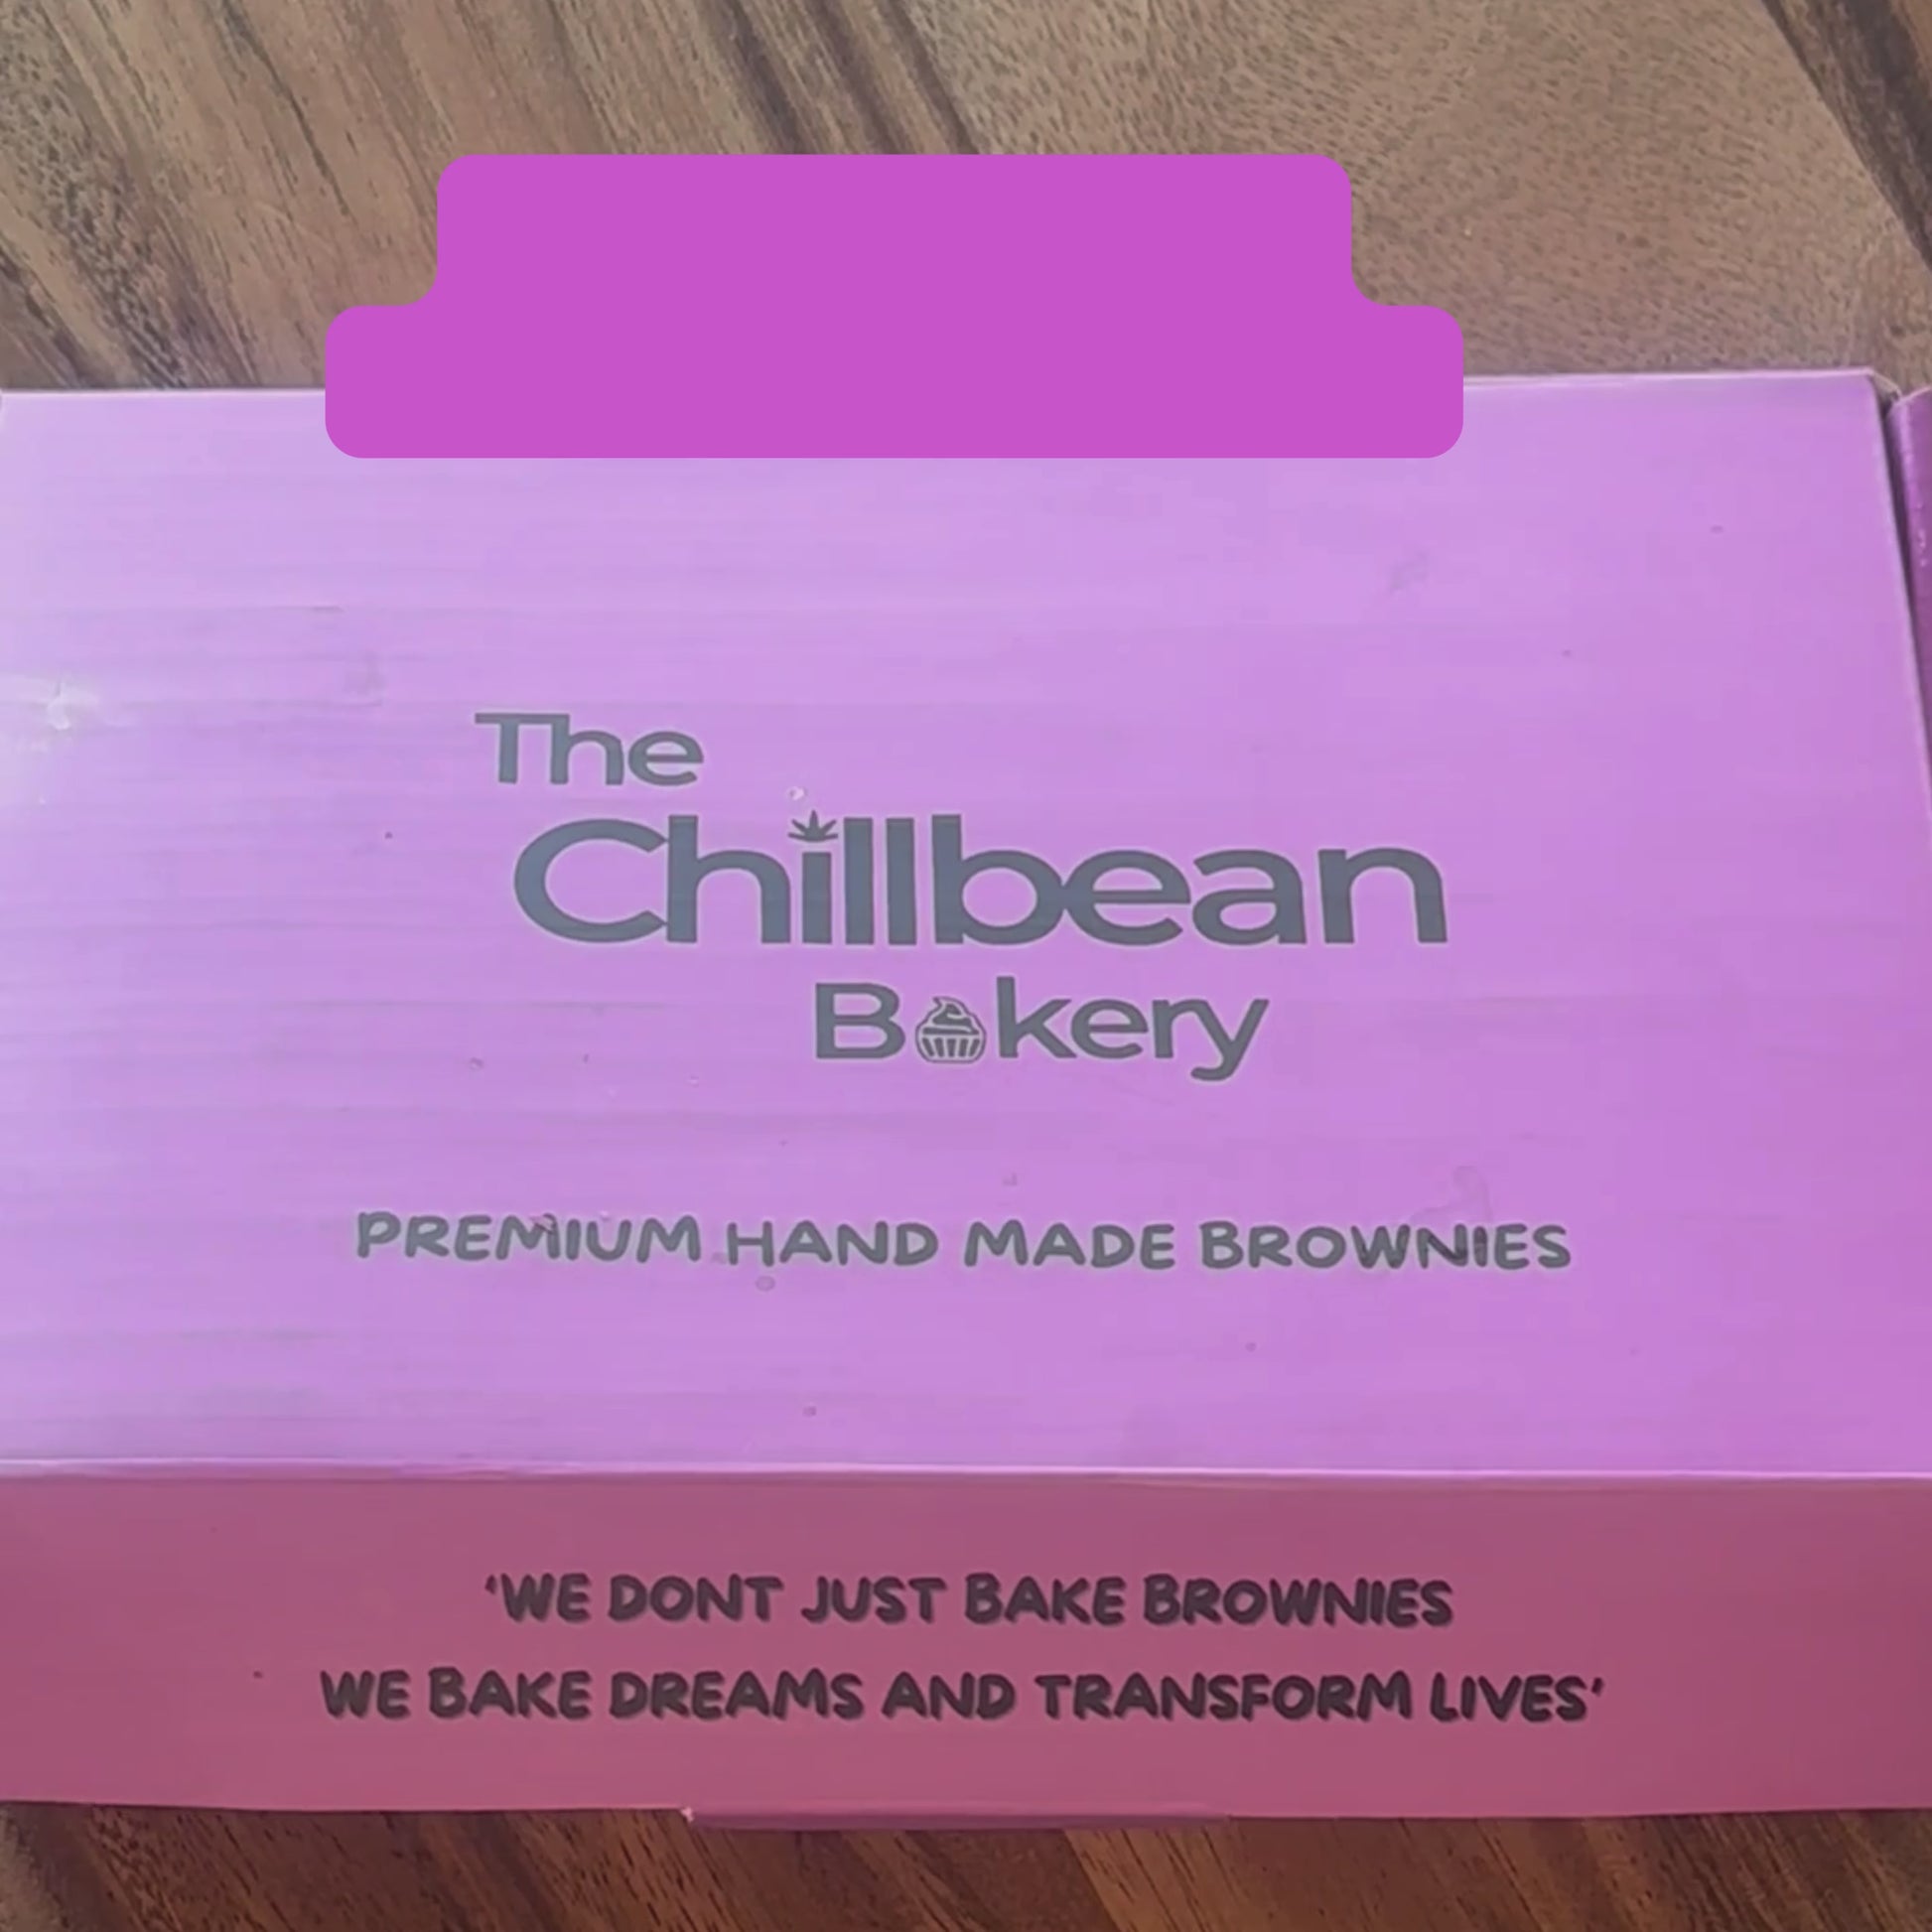 The
Chillbean
Bakery
PREMIUM HAND MADE BROWNIES
'WE DONT JUST BAKE BROWNIES
WE BAKE DREAMS AND TRANSFORM LIVES'